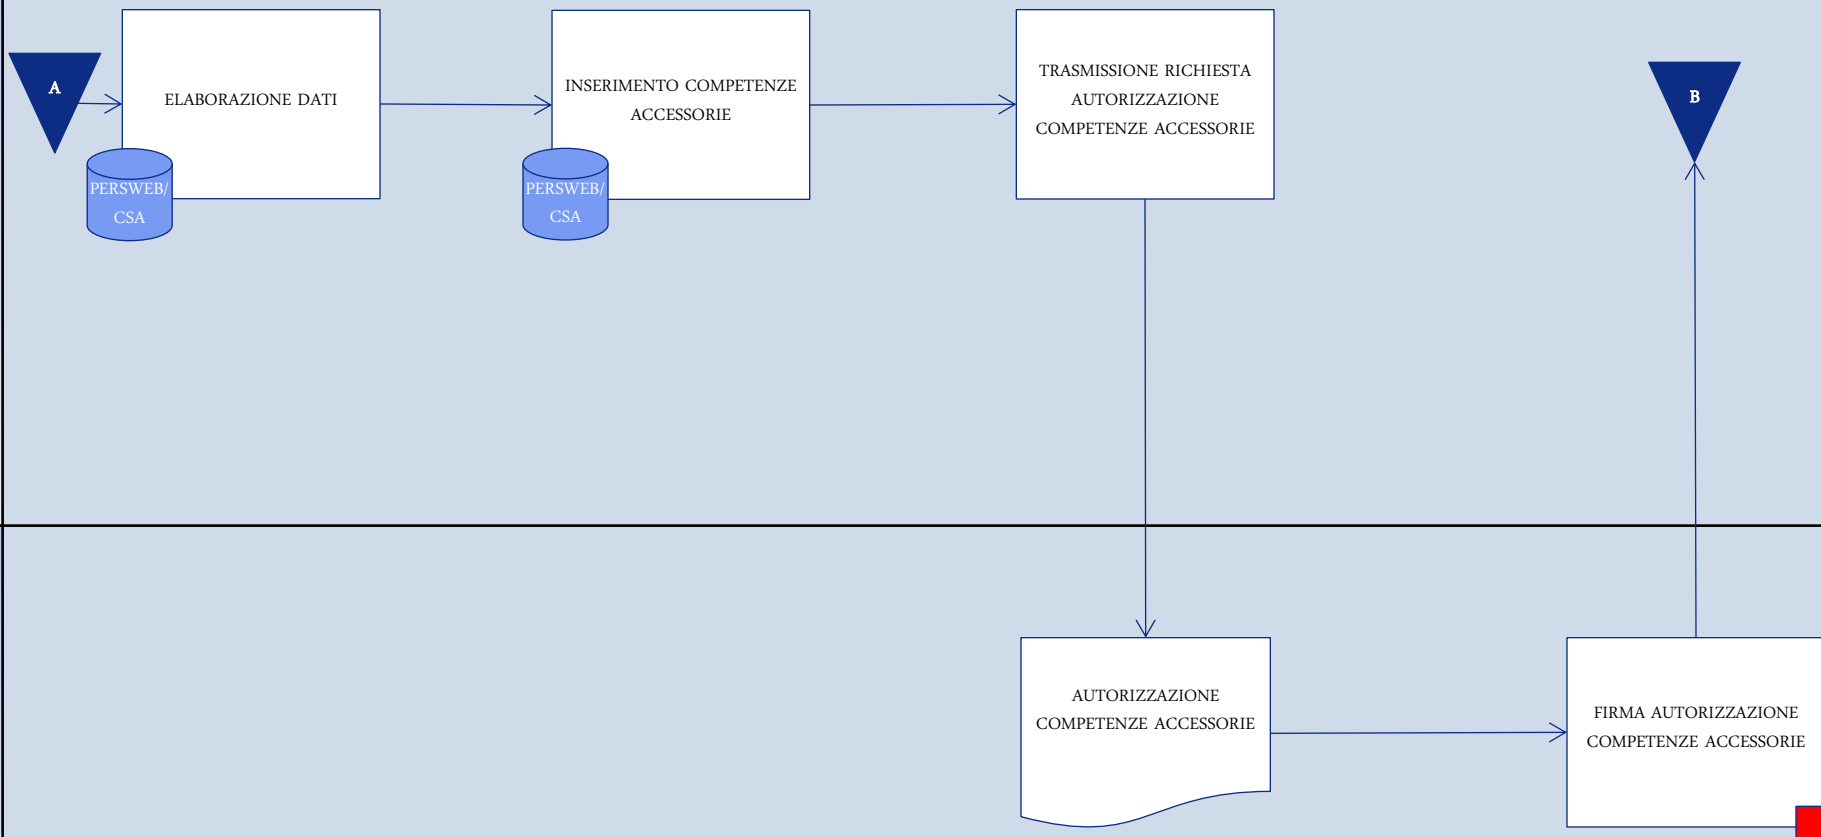 A
ELABORAZIONE DATI
PERSWEB/
CSA
INSERIMENTO COMPETENZE
ACCESSORIE
PERSWEB/
CSA
TRASMISSIONE RICHIESTA
AUTORIZZAZIONE
COMPETENZE ACCESSORIE
B
AUTORIZZAZIONE
COMPETENZE ACCESSORIE
FIRMA AUTORIZZAZIONE
COMPETENZE ACCESSORIE